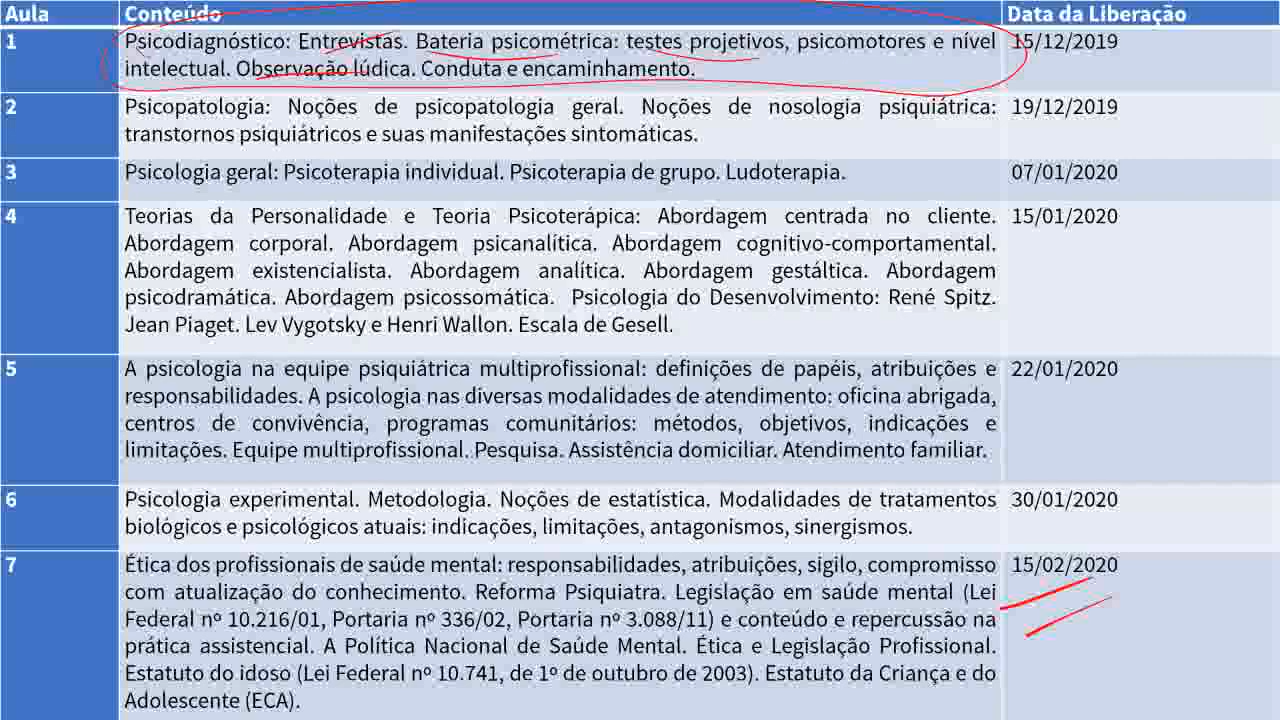 Aula Conteúdo Data da Liberação
1 Psicodiagnóstico: Entrevistas. Bateria psicométrica: testes projetivos, psicomotores e nível 15/12/2019
intelectual. Observação lúdica. Conduta e encaminhamento.
2 Psicopatologia: Noções de psicopatologia geral. Noções de nosologia psiquiátrica: 19/12/2019
transtornos psiquiátricos e suas manifestações sintomáticas.
3 Psicologia geral: Psicoterapia individual. Psicoterapia de grupo. Ludoterapia. 07/01/2020
4 Teorias da Personalidade e Teoria Psicoterápica: Abordagem centrada no cliente. 15/01/2020
Abordagem corporal. Abordagem psicanalítica. Abordagem cognitivo-comportamental.
Abordagem existencialista. Abordagem analítica. Abordagem gestáltica. Abordagem
psicodramática. Abordagem psicossomática. Psicologia do Desenvolvimento: René Spitz.
Jean Piaget. Lev Vygotsky e Henri Wallon. Escala de Gesell.
5 A psicologia na equipe psiquiátrica multiprofissional: definições de papéis, atribuições e 22/01/2020
responsabilidades. A psicologia nas diversas modalidades de atendimento: oficina abrigada,
centros de convivência, programas comunitários: métodos, objetivos, indicações e
limitações. Equipe multiprofissional. Pesquisa. Assistência domiciliar. Atendimento familiar.
6 Psicologia experimental. Metodologia. Noções de estatística. Modalidades de tratamentos 30/01/2020
biológicos e psicológicos atuais: indicações, limitações, antagonismos, sinergismos.
7 Ética dos profissionais de saúde mental: responsabilidades, atribuições, sigilo, compromisso 15/02/2020
com atualização do conhecimento. Reforma Psiquiatra. Legislação em saúde mental (Lei
Federal nº 10.216/01, Portaria nº 336/02, Portaria nº 3.088/11) e conteúdo e repercussão na
prática assistencial. A Política Nacional de Saúde Mental. Ética e Legislação Profissional.
Estatuto do idoso (Lei Federal nº 10.741, de 1º de outubro de 2003). Estatuto da Criança e do
Adolescente (ECA).